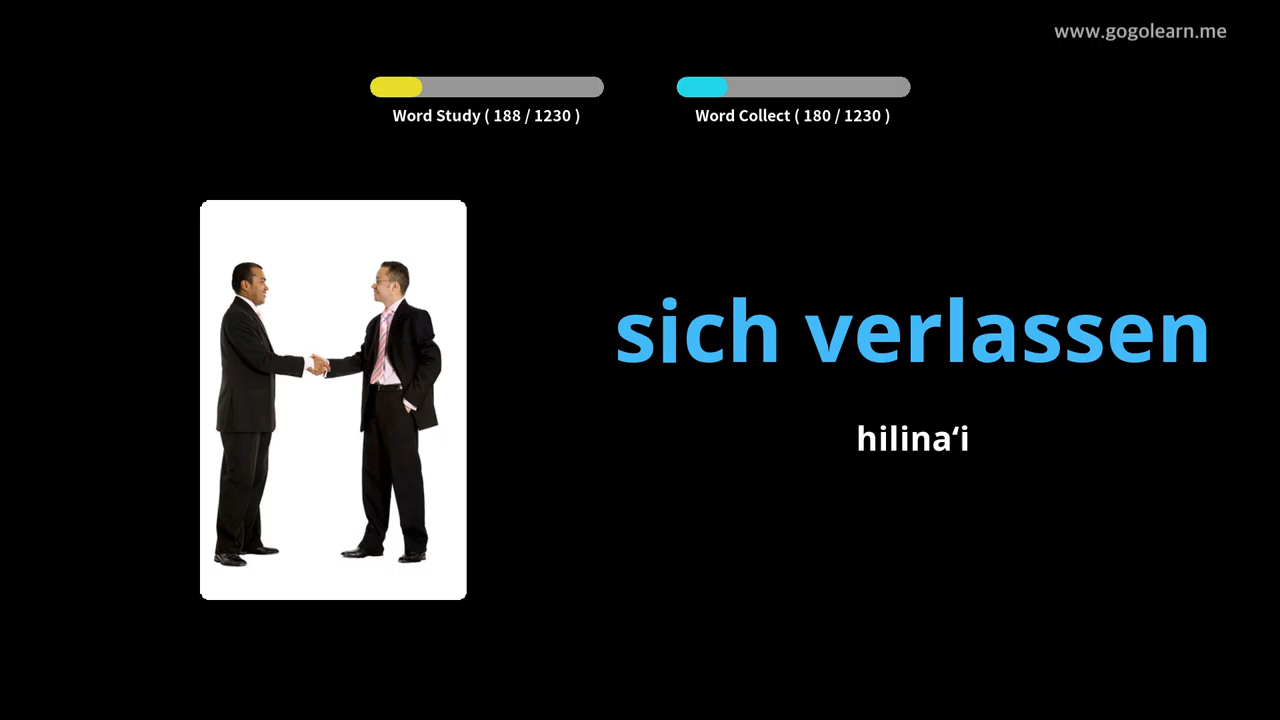 www.gogolearn.me
Word Study ( 188 / 1230 )
Word Collect ( 180 / 1230 )
sich verlassen
hilinaʻi